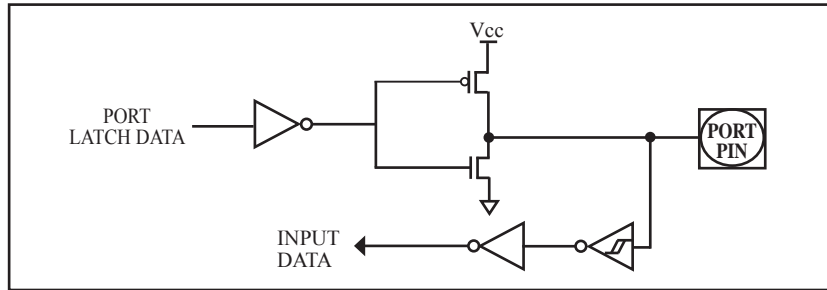 Vcc
PORT
LATCH DATA
PORT
PIN
INPUT
DATA